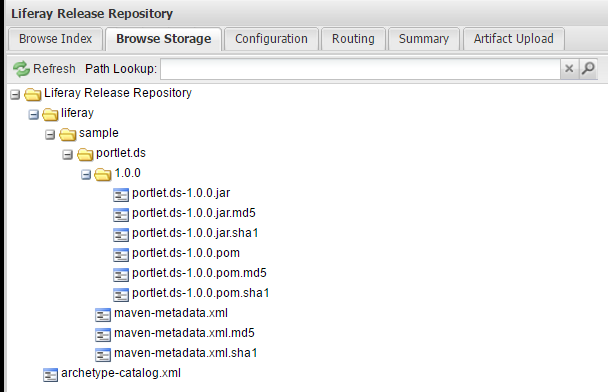 Liferay Release Repository
Browse Index Browse Storage Configuration Routing Summary Artifact Upload
Refresh Path Lookup:
Liferay Release Repository
liferay
sample
portlet.ds
1.0.0
portlet.ds-1.0.0.jar
portlet.ds-1.0.0.jar.md5
portlet.ds-1.0.0.jar.sha1
portlet.ds-1.0.0.pom
portlet.ds-1.0.0.pom.md5
portlet.ds-1.0.0.pom.sha1
maven-metadata.xml
maven-metadata.xml.md5
maven-metadata.xml.sha1
archetype-catalog.xml